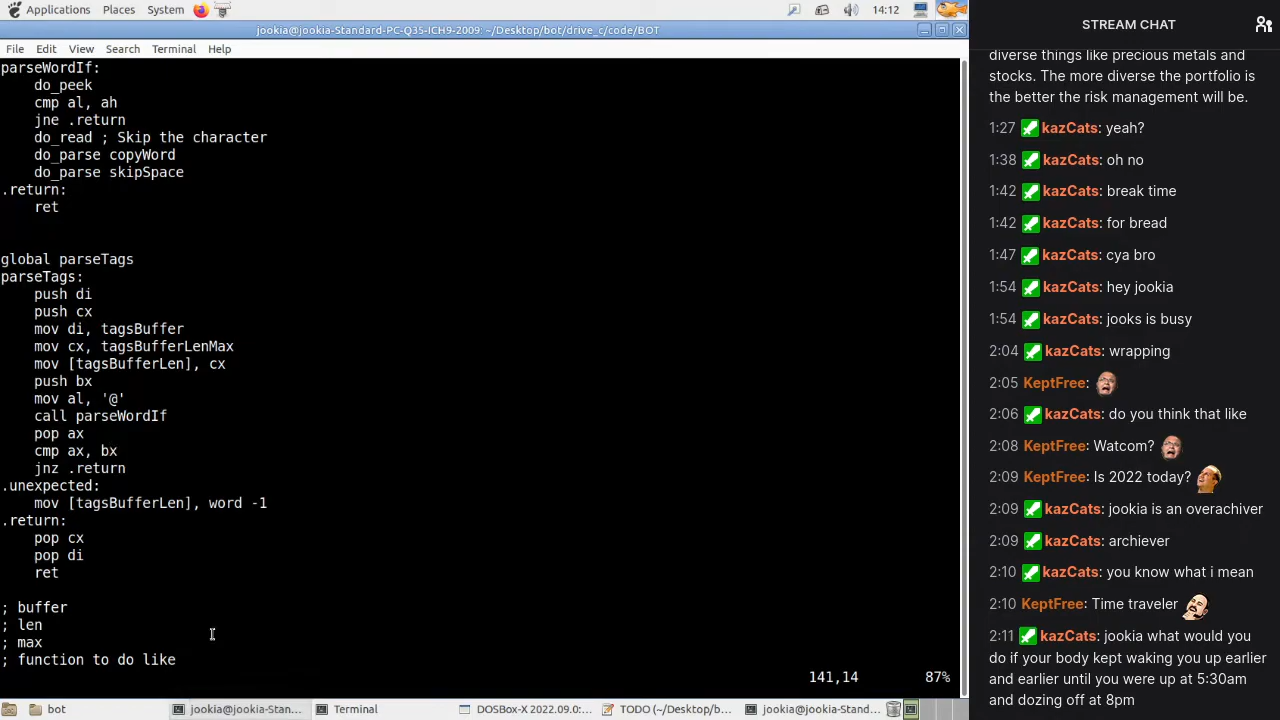 Applications Places System 14:12
jookia@jookia-Standard-PC-Q35-ICH9-2009: ~/Desktop/bot/drive_c/code/BOT
File Edit View Search Terminal Help
parseWordIf:
    do_peek
    cmp al, ah
    jne .return
    do_read ; Skip the character
    do_parse copyWord
    do_parse skipSpace
.return:
    ret
global parseTags
parseTags:
    push di
    push cx
    mov di, tagsBuffer
    mov cx, tagsBufferLenMax
    mov [tagsBufferLen], cx
    push bx
    mov al, '@'
    call parseWordIf
    pop ax
    cmp ax, bx
    jnz .return
.unexpected:
    mov [tagsBufferLen], word -1
.return:
    pop cx
    pop di
    ret
; buffer
; len
; max
; function to do like
141,14 87%
bot jookia@jookia-Stan... Terminal DOSBox-X 2022.09.0:... TODO (~/Desktop/b... jookia@jookia-Stand...
STREAM CHAT
diverse things like precious metals and
stocks. The more diverse the portfolio is
the better the risk management will be.
1:27 kazCats: yeah?
1:38 kazCats: oh no
1:42 kazCats: break time
1:42 kazCats: for bread
1:47 kazCats: cya bro
1:54 kazCats: hey jookia
1:54 kazCats: jooks is busy
2:04 kazCats: wrapping
2:05 KeptFree:
2:06 kazCats: do you think that like
2:08 KeptFree: Watcom?
2:09 KeptFree: Is 2022 today?
2:09 kazCats: jookia is an overachiver
2:09 kazCats: archiever
2:10 kazCats: you know what i mean
2:10 KeptFree: Time traveler
2:11 kazCats: jookia what would you
do if your body kept waking you up earlier
and earlier until you were up at 5:30am
and dozing off at 8pm